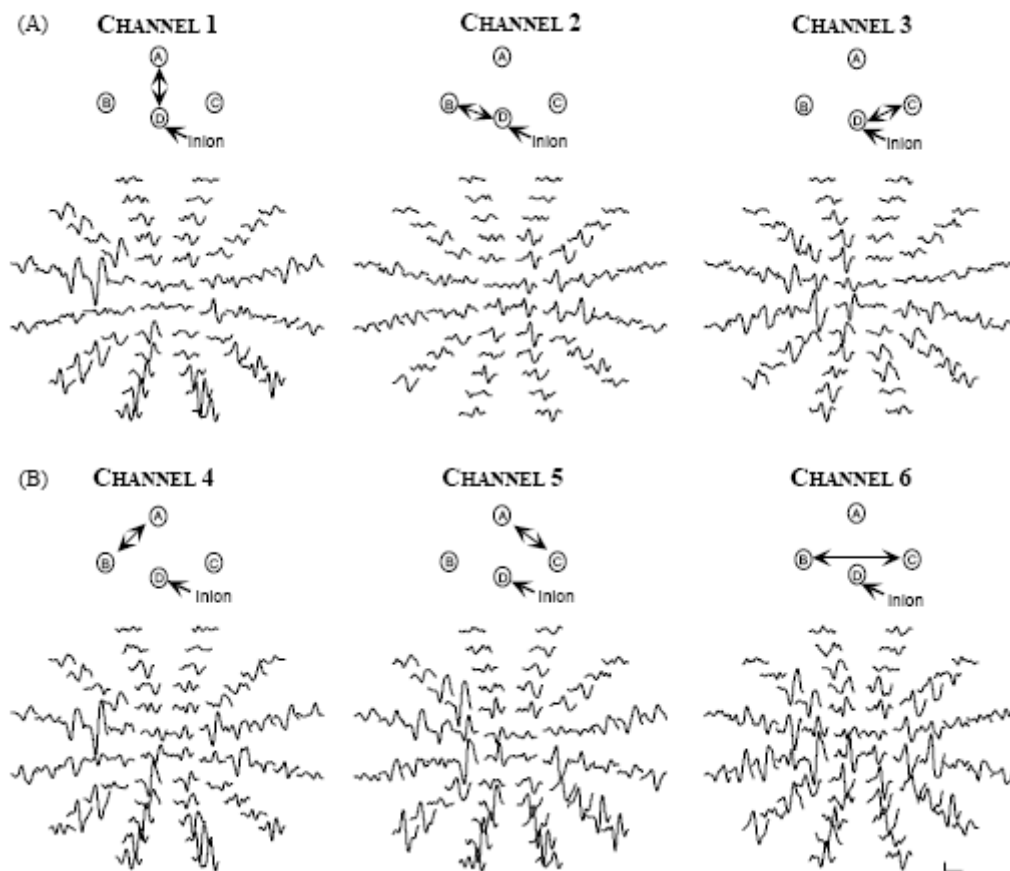 (A) CHANNEL 1 CHANNEL 2 CHANNEL 3
A A A
B C B C B C
D D D
Inion Inion Inion
(B) CHANNEL 4 CHANNEL 5 CHANNEL 6
A A A
B C B C B C
D D D
Inion Inion Inion